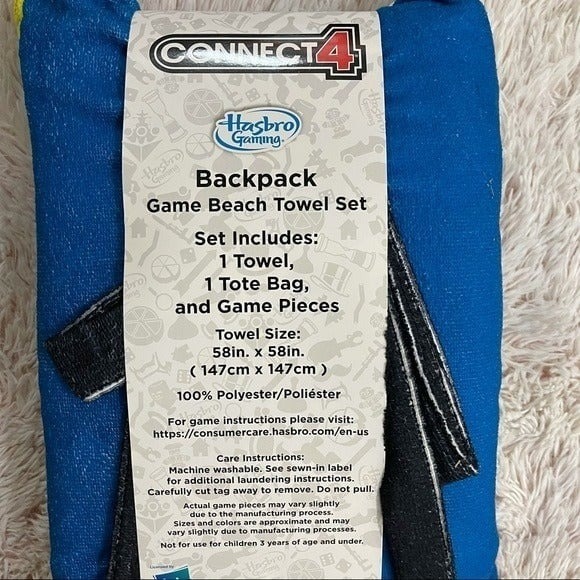 CONNECT 4
Hasbro
Gaming
Backpack
Game Beach Towel Set
Set Includes:
1 Towel,
1 Tote Bag,
and Game Pieces
Towel Size:
58in. x 58in.
( 147cm x 147cm )
100% Polyester/Poliéster
For game instructions please visit:
https://consumercare.hasbro.com/en-us
Care Instructions:
Machine washable. See sewn-in label
for additional laundering instructions.
Carefully cut tag away to remove. Do not pull.
Actual game pieces may vary slightly
due to the manufacturing process.
Sizes and colors are approximate and may
vary slightly due to manufacturing processes.
Not for use for children 3 years of age and under.
Licensed by